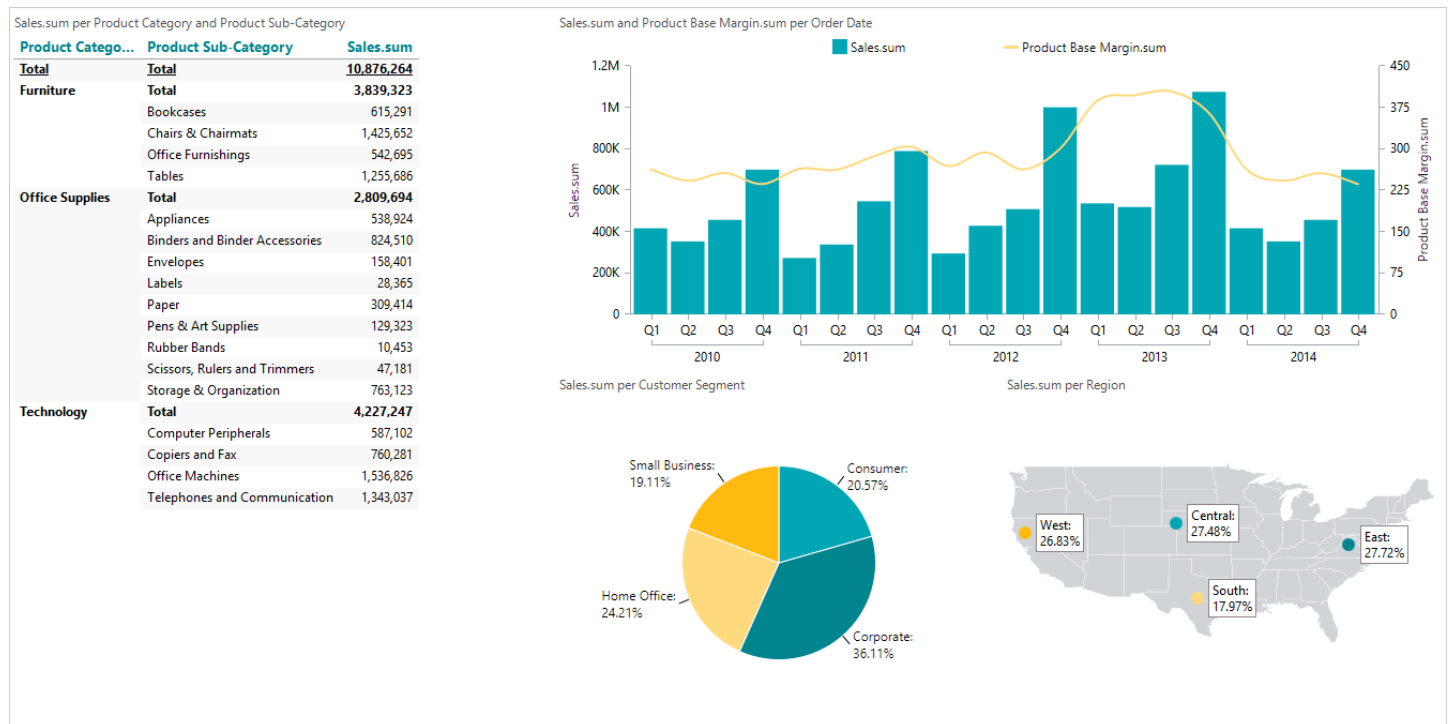 Sales.sum per Product Category and Product Sub-Category
Product Catego... Product Sub-Category Sales.sum
Total Total 10,876,264
Furniture Total 3,839,323
Bookcases 615,291
Chairs & Chairmats 1,425,652
Office Furnishings 542,695
Tables 1,255,686
Office Supplies Total 2,809,694
Appliances 538,924
Binders and Binder Accessories 824,510
Envelopes 158,401
Labels 28,365
Paper 309,414
Pens & Art Supplies 129,323
Rubber Bands 10,453
Scissors, Rulers and Trimmers 47,181
Storage & Organization 763,123
Technology Total 4,227,247
Computer Peripherals 587,102
Copiers and Fax 760,281
Office Machines 1,536,826
Telephones and Communication 1,343,037
Sales.sum and Product Base Margin.sum per Order Date
Sales.sum Product Base Margin.sum
1.2M 450
1M 375
800K 300
600K 225
400K 150
200K 75
0 0
Sales.sum
Product Base Margin.sum
Q1 Q2 Q3 Q4 Q1 Q2 Q3 Q4 Q1 Q2 Q3 Q4 Q1 Q2 Q3 Q4 Q1 Q2 Q3 Q4
2010 2011 2012 2013 2014
Sales.sum per Customer Segment
Small Business:
19.11%
Consumer:
20.57%
Home Office:
24.21%
Corporate:
36.11%
Sales.sum per Region
West:
26.83%
Central:
27.48%
East:
27.72%
South:
17.97%